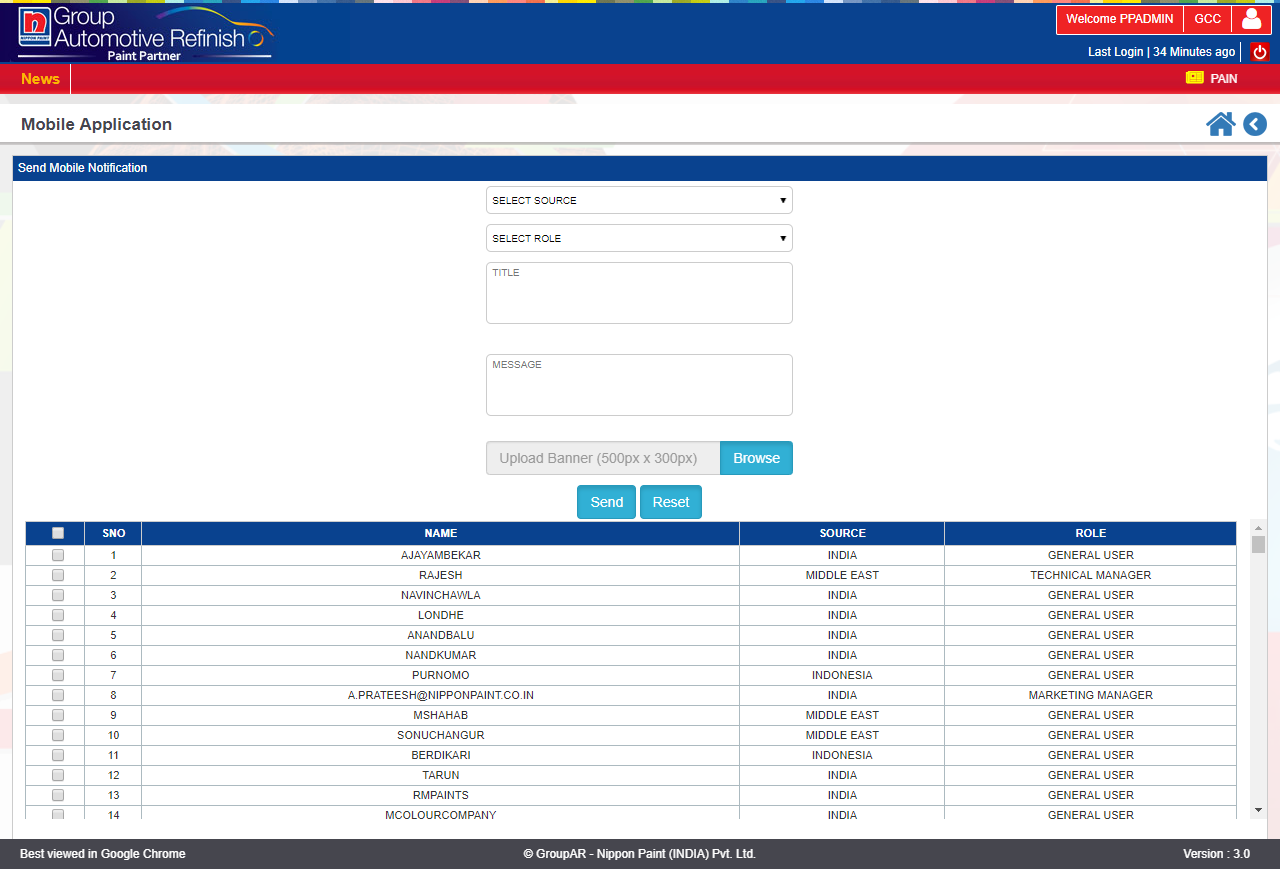 Group
Automotive Refinish
NIPPON PAINT
Paint Partner
Welcome PPADMIN GCC
Last Login | 34 Minutes ago
News
PAIN
Mobile Application
Send Mobile Notification
SELECT SOURCE
SELECT ROLE
TITLE
MESSAGE
Upload Banner (500px x 300px) Browse
Send Reset
SNO NAME SOURCE ROLE
1 AJAYAMBEKAR INDIA GENERAL USER
2 RAJESH MIDDLE EAST TECHNICAL MANAGER
3 NAVINCHAWLA INDIA GENERAL USER
4 LONDHE INDIA GENERAL USER
5 ANANDBALU INDIA GENERAL USER
6 NANDKUMAR INDIA GENERAL USER
7 PURNOMO INDONESIA GENERAL USER
8 A.PRATEESH@NIPPONPAINT.CO.IN INDIA MARKETING MANAGER
9 MSHAHAB MIDDLE EAST GENERAL USER
10 SONUCHANGUR MIDDLE EAST GENERAL USER
11 BERDIKARI INDONESIA GENERAL USER
12 TARUN INDIA GENERAL USER
13 RMPAINTS INDIA GENERAL USER
14 MCOLOURCOMPANY INDIA GENERAL USER
Best viewed in Google Chrome © GroupAR - Nippon Paint (INDIA) Pvt. Ltd. Version : 3.0